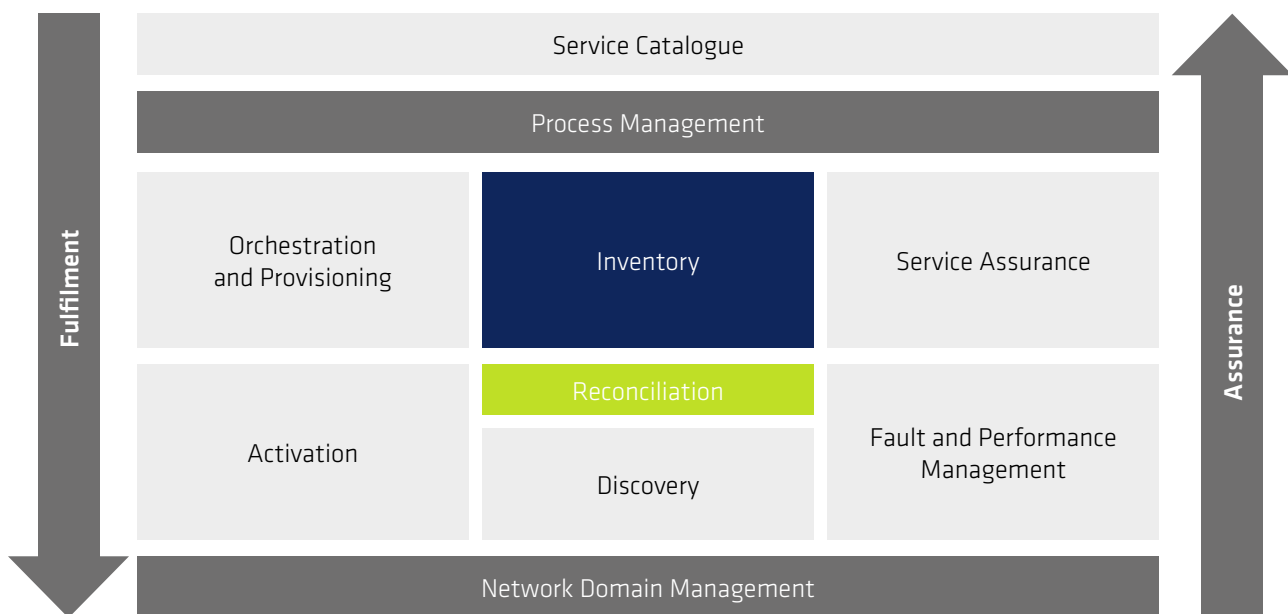 Service Catalogue
Process Management
Fulfilment
Orchestration
and Provisioning
Inventory
Service Assurance
Assurance
Activation
Reconciliation
Discovery
Fault and Performance
Management
Network Domain Management